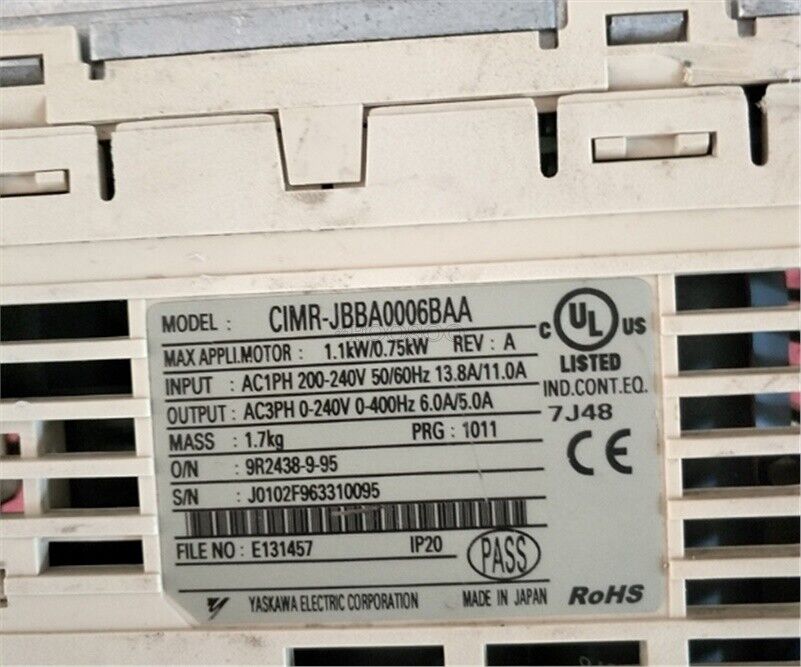 MODEL : CIMR-JBBA0006BAA
MAX APPLI.MOTOR : 1.1kW/0.75kW REV : A
INPUT : AC1PH 200-240V 50/60Hz 13.8A/11.0A
OUTPUT : AC3PH 0-240V 0-400Hz 6.0A/5.0A
MASS : 1.7kg PRG : 1011
O/N : 9R2438-9-95
S/N : J0102F963310095
FILE NO : E131457 IP20 PASS
YASKAWA ELECTRIC CORPORATION MADE IN JAPAN RoHS
C UL US
LISTED
IND.CONT.EQ.
7J48
CE